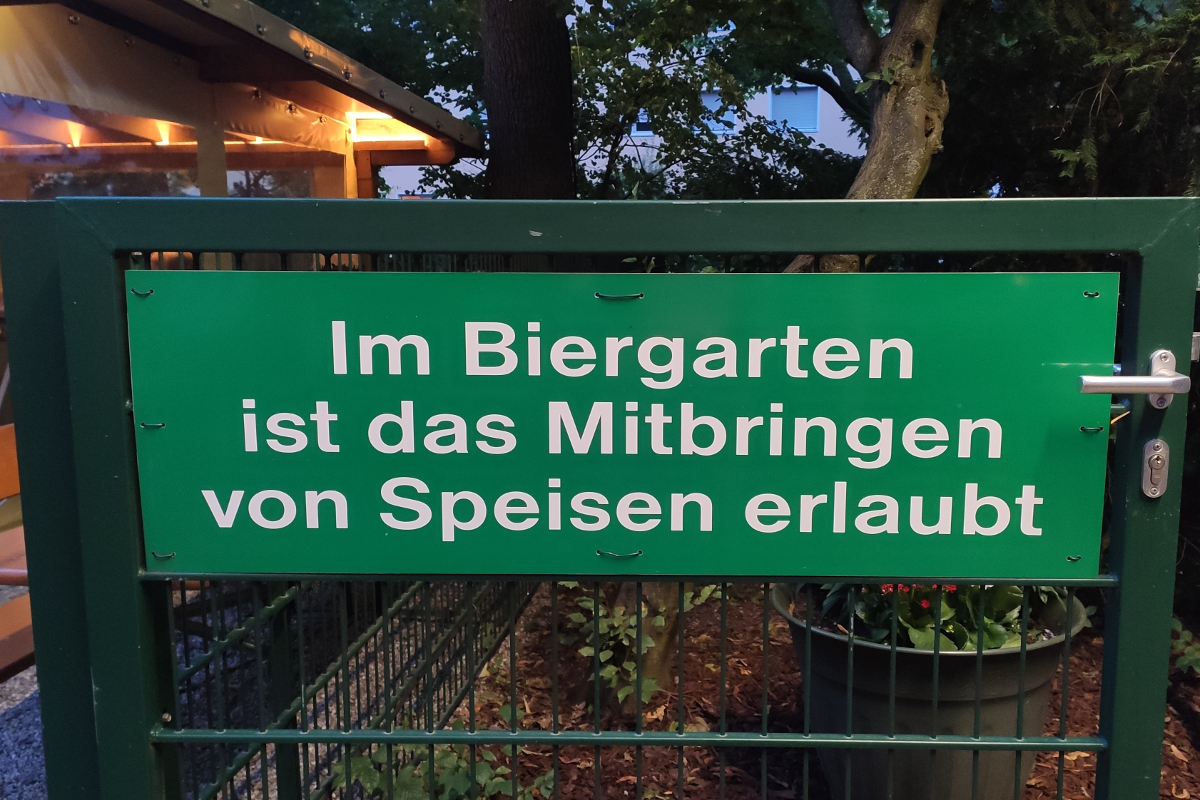 Im Biergarten
ist das Mitbringen
von Speisen erlaubt